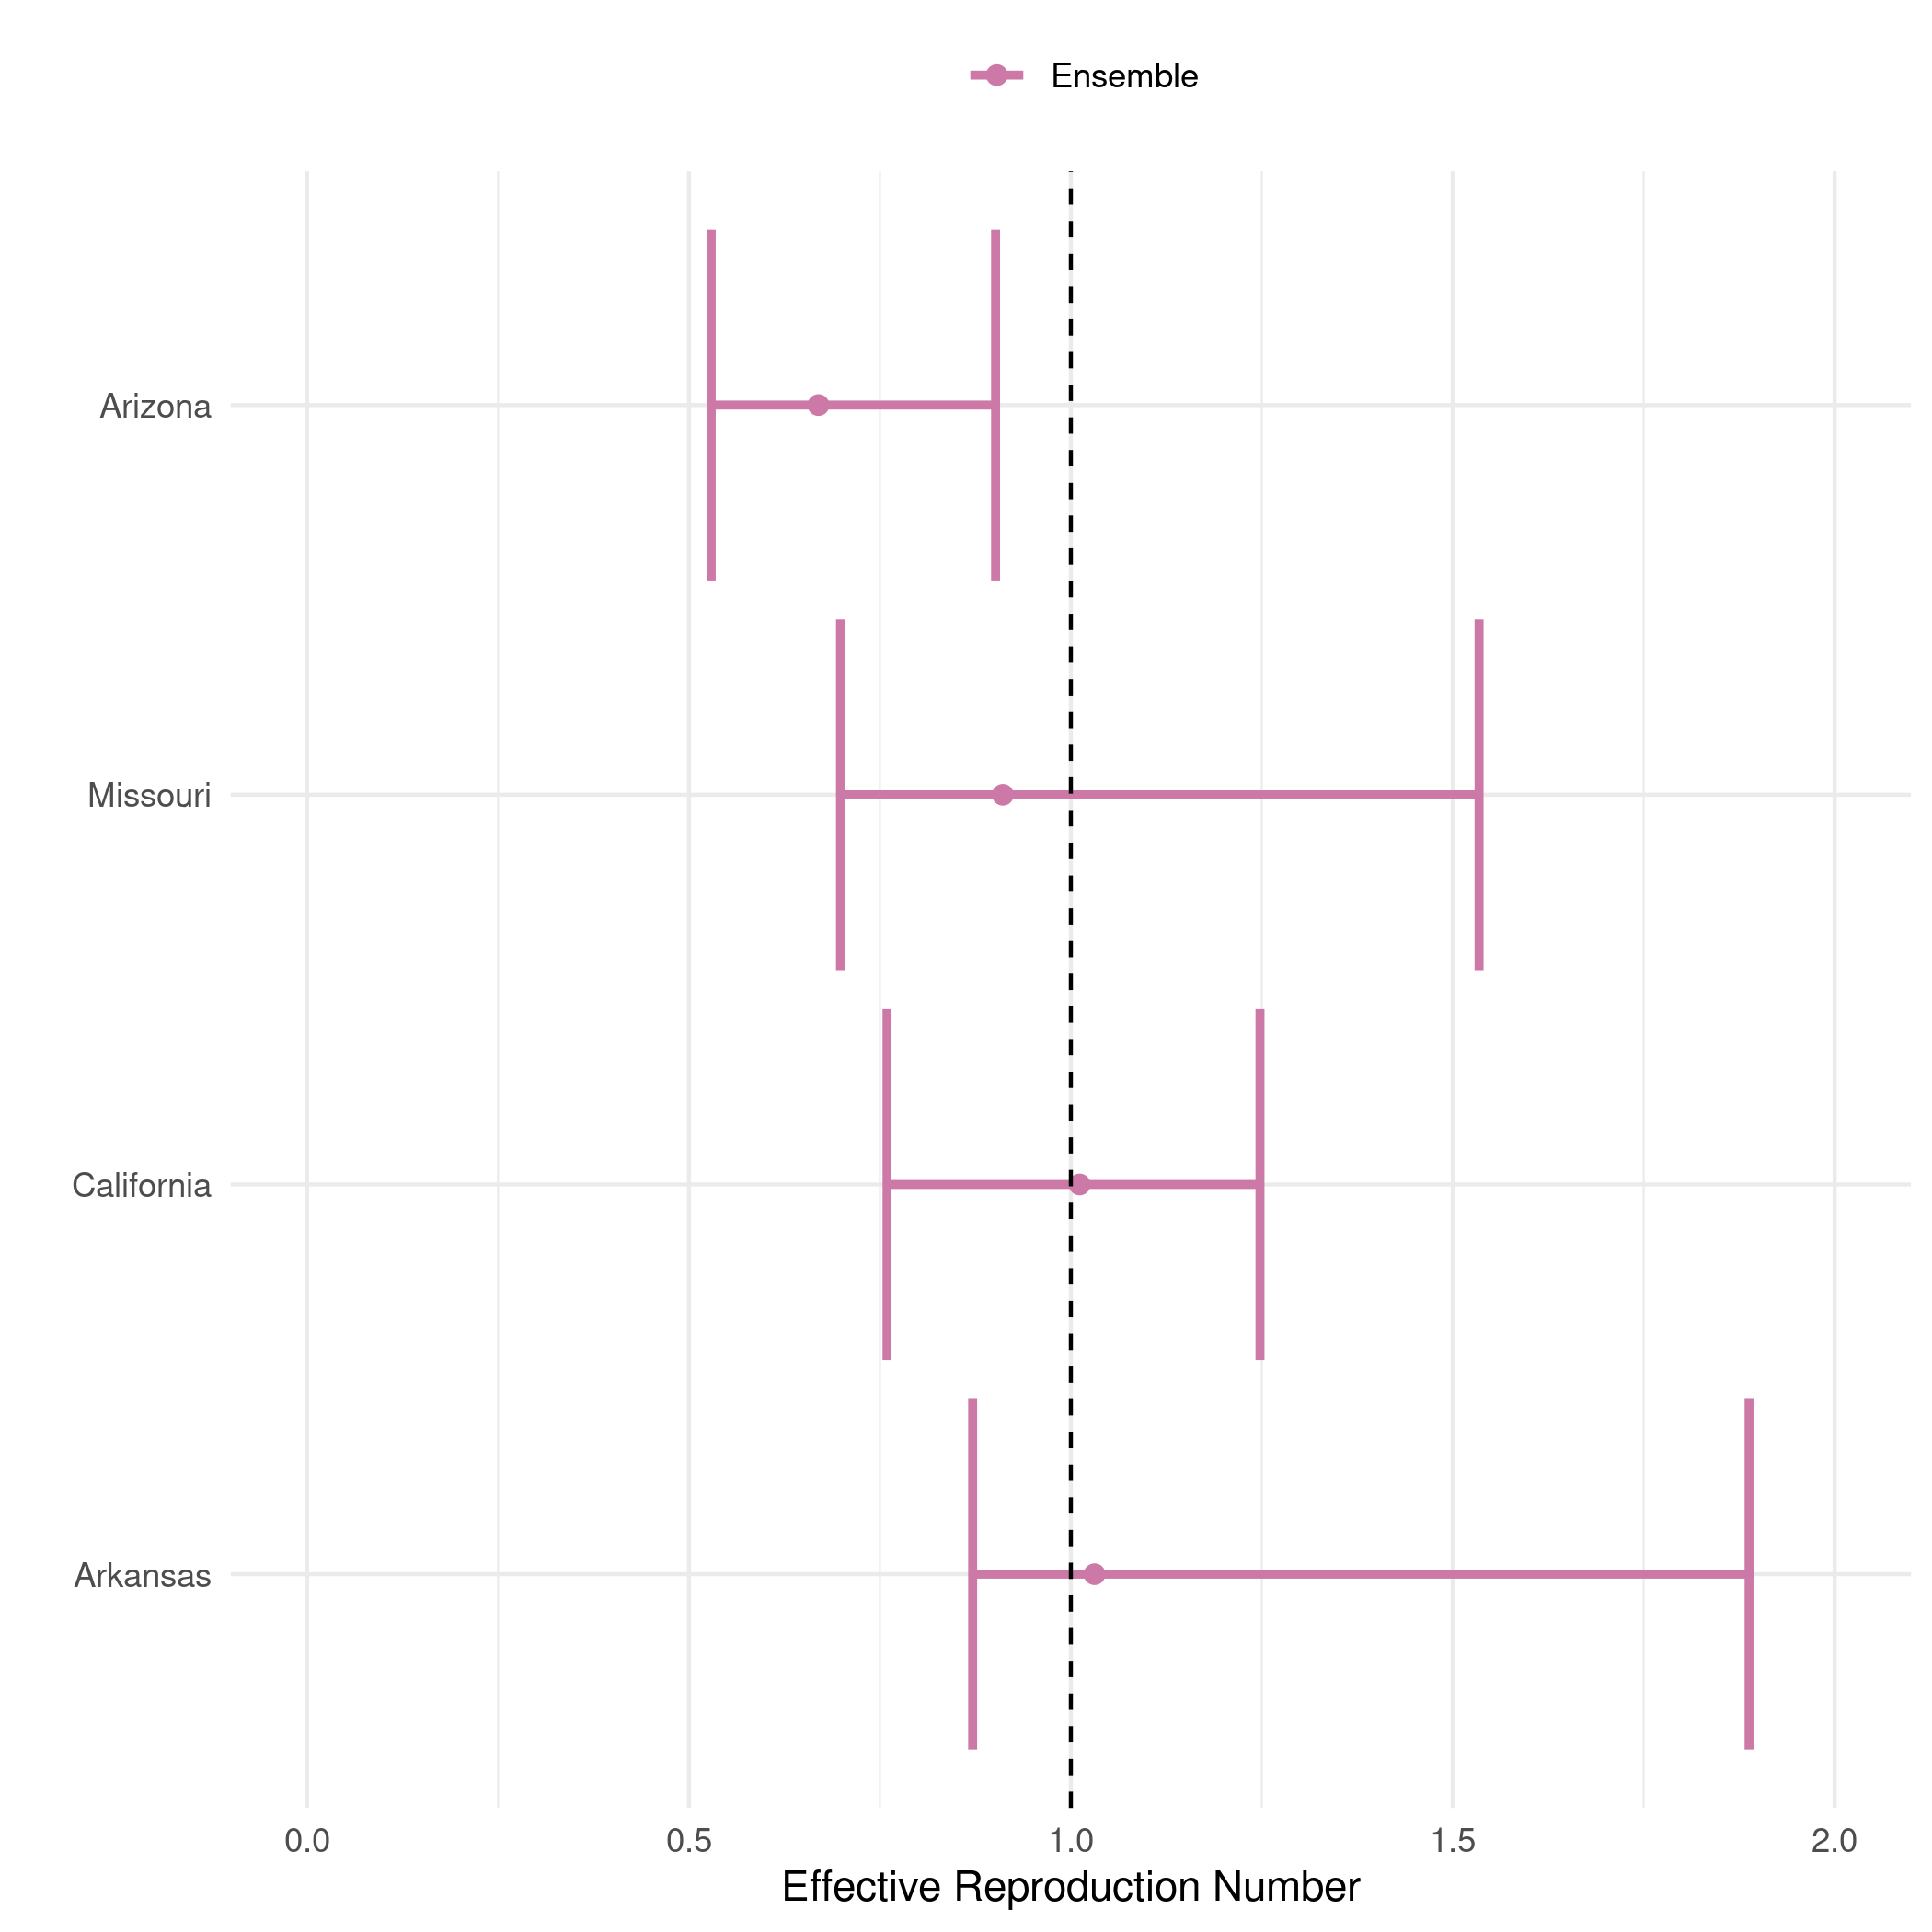 Ensemble
Arizona
Missouri
California
Arkansas
0.0 0.5 1.0 1.5 2.0
Effective Reproduction Number